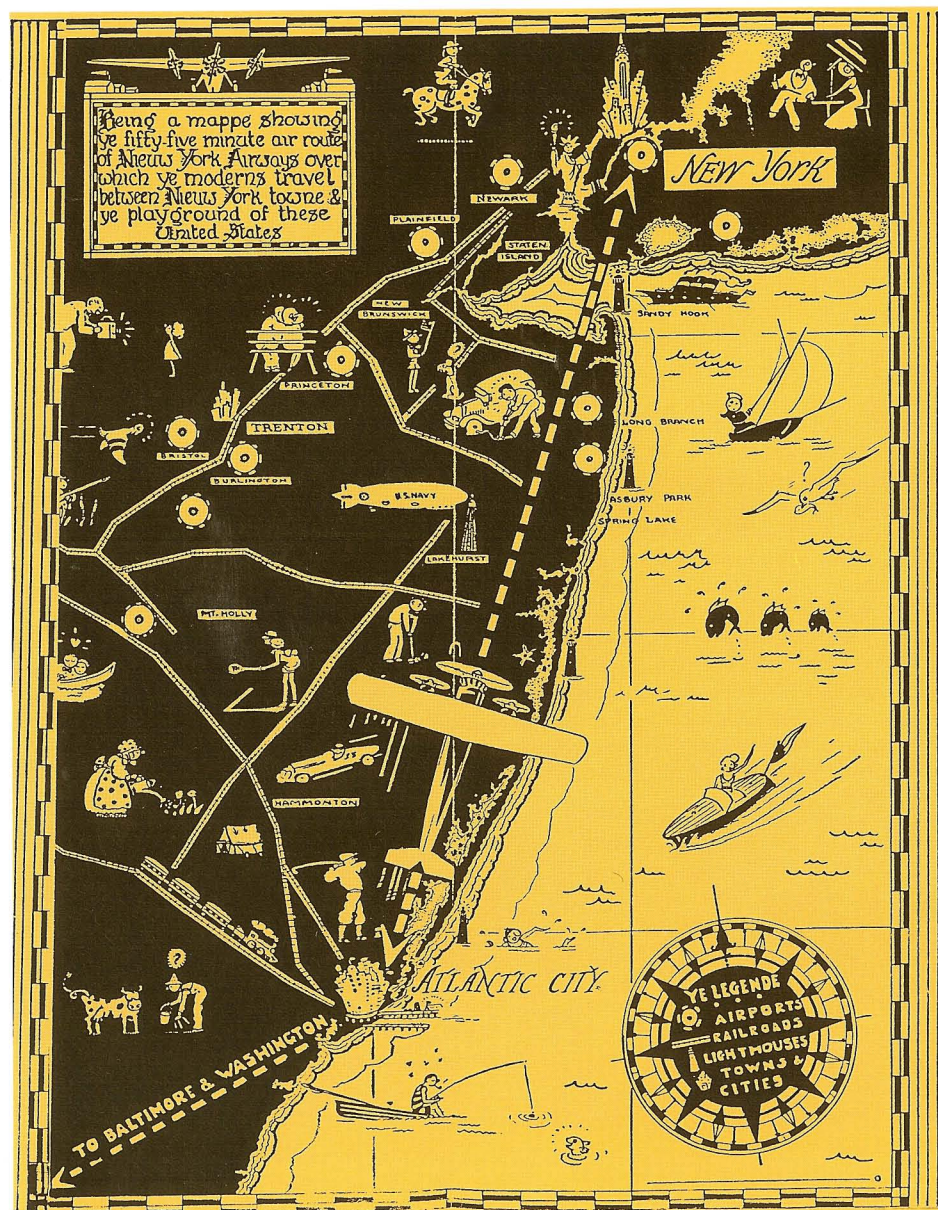 Being a mappe showing
ye fifty-five minute air route
of Nieuw York Airways over
which ye moderns travel
between Nieuw York towne &
ye playground of these
United States
NEW YORK
NEWARK
PLAINFIELD
STATEN
ISLAND
NEW
BRUNSWICK
SANDY HOOK
PRINCETON
TRENTON
LONG BRANCH
BRISTOL
BURLINGTON
?
U.S. NAVY
ASBURY PARK
SPRING LAKE
LAKEHURST
MT. HOLLY
HAMMONTON
?
ATLANTIC CITY.
YE LEGENDE
AIRPORTS
RAILROADS
LIGHTHOUSES
TOWNS &
CITIES
TO BALTIMORE & WASHINGTON